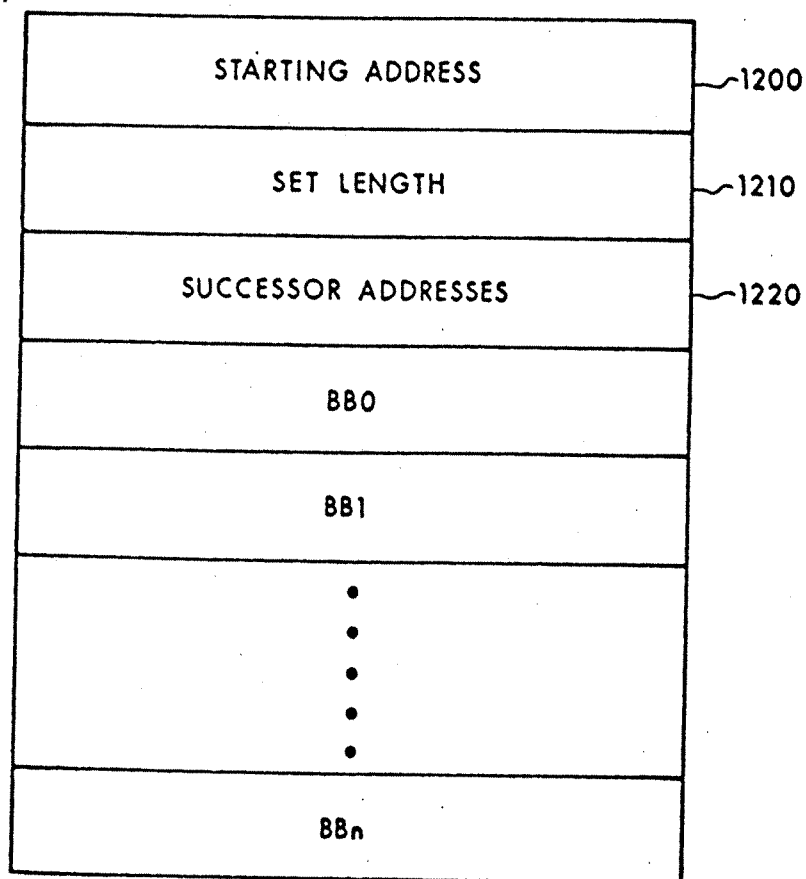 STARTING ADDRESS
1200
SET LENGTH
1210
SUCCESSOR ADDRESSES
1220
BB0
BB1
BBn